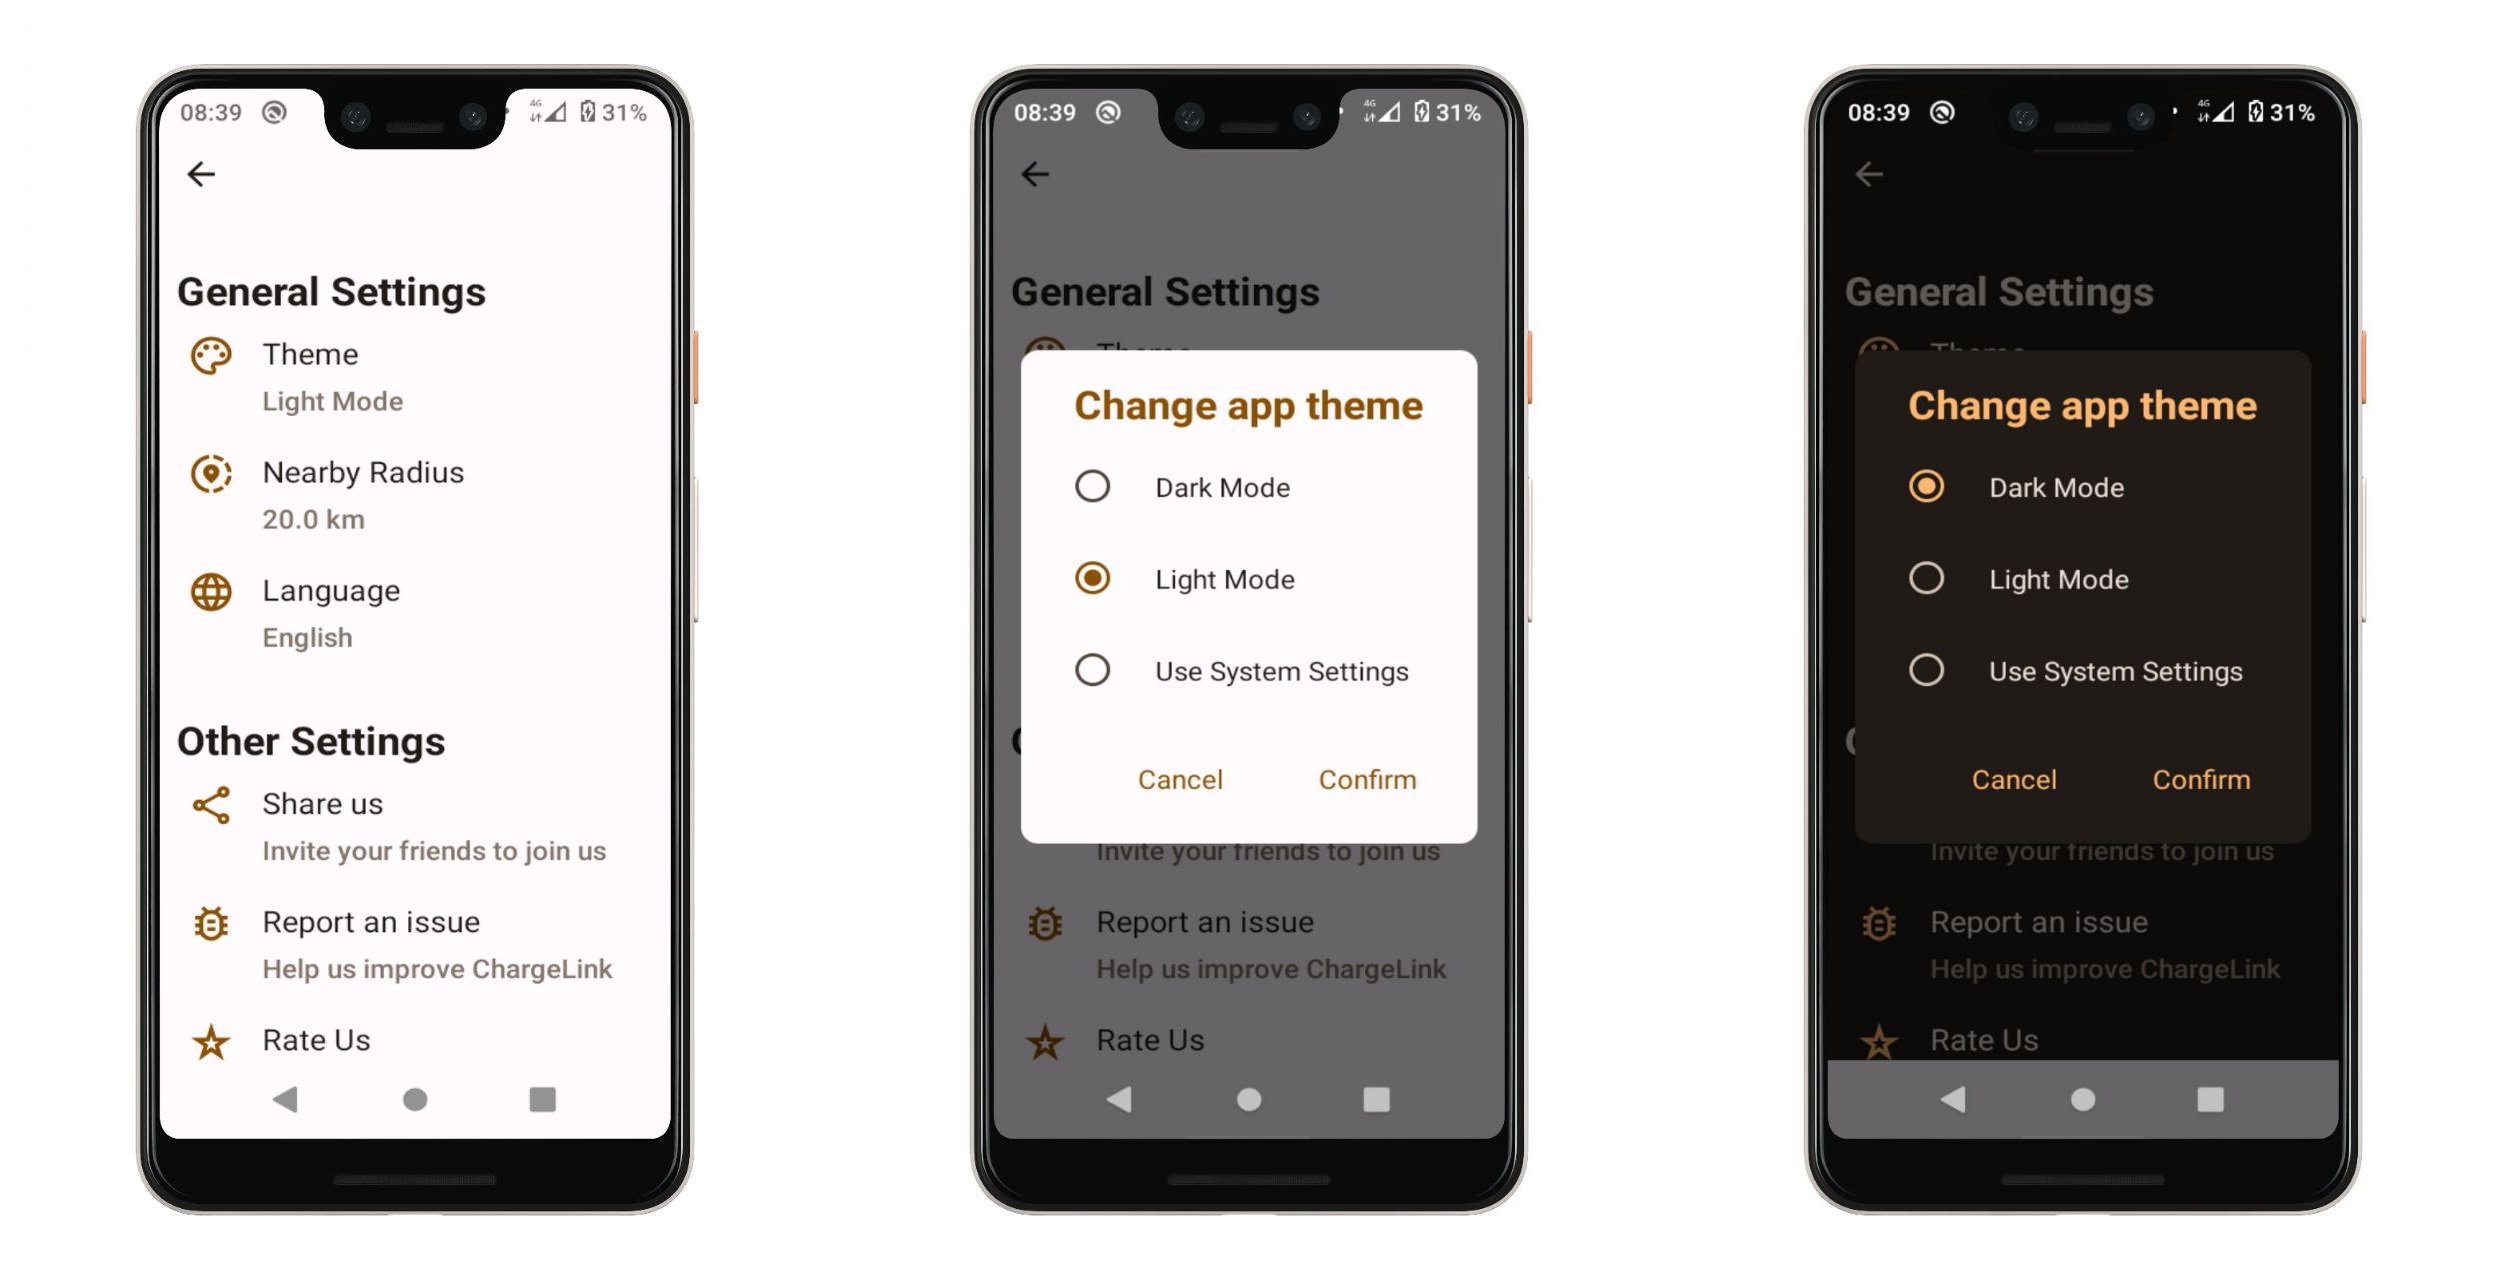 08:39
4G
31%
General Settings
Theme
Light Mode
Nearby Radius
20.0 km
Language
English
Other Settings
Share us
Invite your friends to join us
Report an issue
Help us improve ChargeLink
Rate Us
08:39
4G
31%
General Settings
Theme
Change app theme
Dark Mode
Light Mode
Use System Settings
Cancel
Confirm
Invite your friends to join us
Report an issue
Help us improve ChargeLink
Rate Us
08:39
4G
31%
General Settings
Theme
Change app theme
Dark Mode
Light Mode
Use System Settings
Cancel
Confirm
Invite your friends to join us
Report an issue
Help us improve ChargeLink
Rate Us